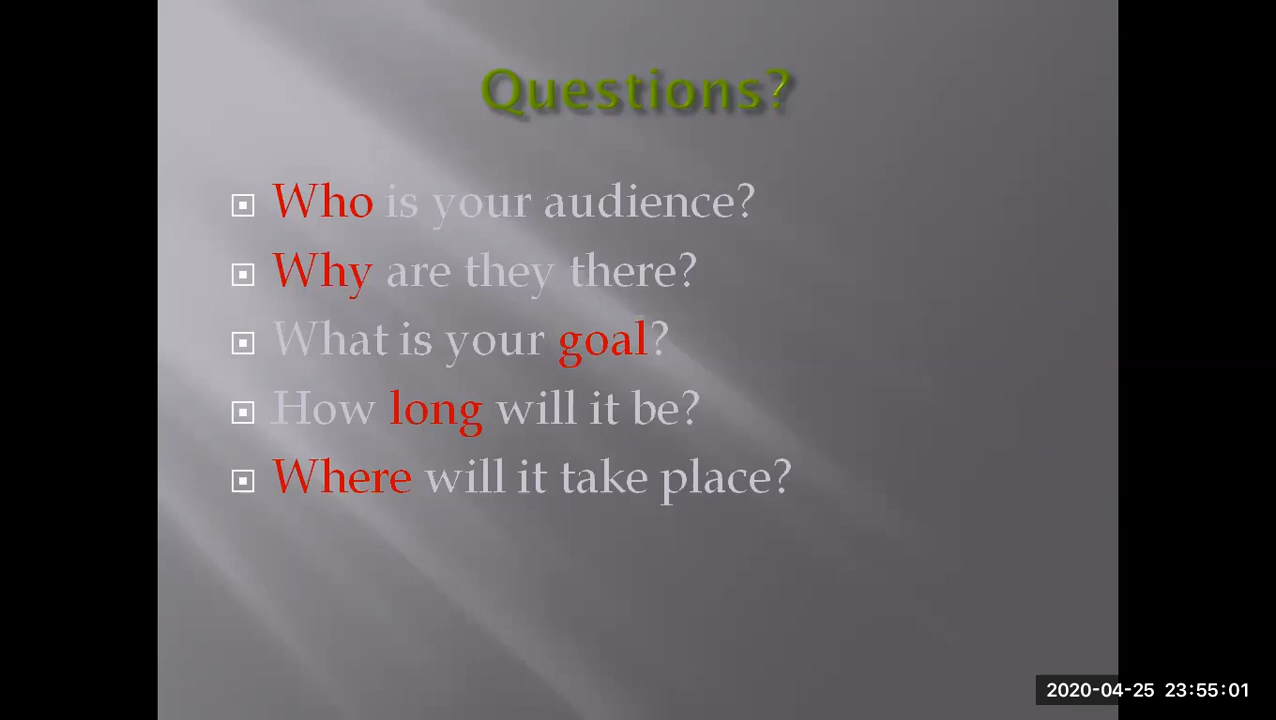 Questions?
Who is your audience?
Why are they there?
What is your goal?
How long will it be?
Where will it take place?
2020-04-25 23:55:01